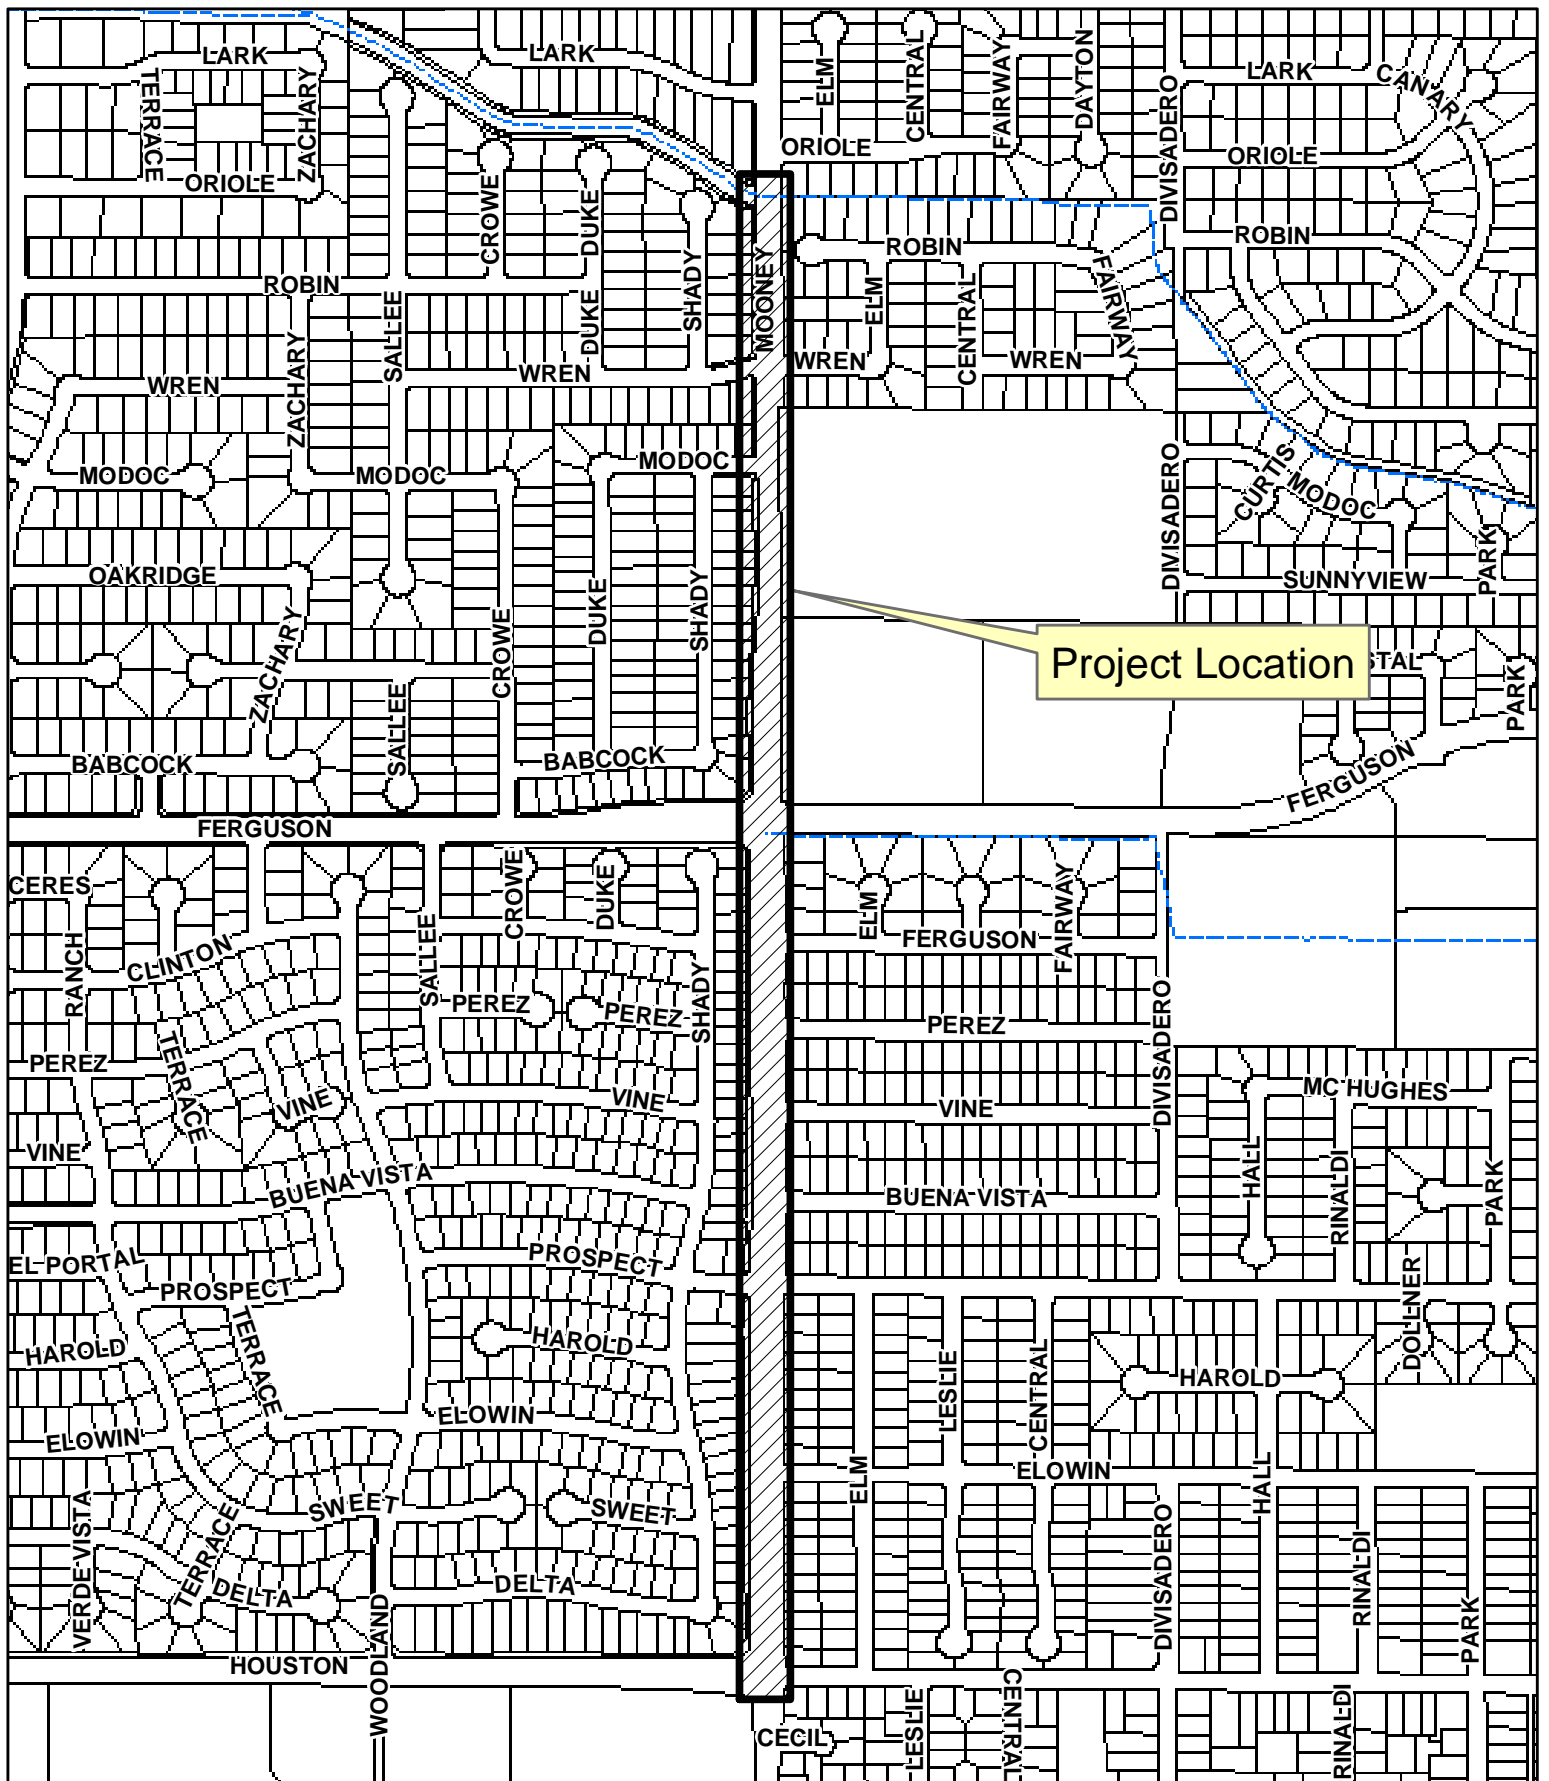 LARK
LARK
ELM
CENTRAL
FAIRWAY
DAYTON
LARK
CANARY
TERRACE
ZACHARY
DIVISADERO
ORIOLE
ORIOLE
ORIOLE
CROWE
DUKE
SHADY
MOONEY
ROBIN
ROBIN
ROBIN
SALLEE
DUKE
ELM
CENTRAL
FAIRWAY
ZACHARY
WREN
WREN
WREN
WREN
MODOC
MODOC
MODOC
DIVISADERO
CURTIS
MODOC
PARK
OAKRIDGE
DUKE
SHADY
SUNNYVIEW
ZACHARY
CROWE
Project Location
STAL
PARK
SALLEE
BABCOCK
BABCOCK
FERGUSON
FERGUSON
CERES
CROWE
DUKE
ELM
FAIRWAY
RANCH
CLINTON
SALLEE
SHADY
FERGUSON
PEREZ
PEREZ
PEREZ
DIVISADERO
PEREZ
TERRACE
VINE
VINE
VINE
MC HUGHES
VINE
HALL
RINALDI
PARK
BUENA VISTA
BUENA VISTA
EL PORTAL
PROSPECT
PROSPECT
DOLLNER
HAROLD
TERRACE
HAROLD
LESLIE
CENTRAL
HAROLD
ELOWIN
ELOWIN
ELM
ELOWIN
HALL
VERDE VISTA
TERRACE
SWEET
SWEET
DIVISADERO
RINALDI
DELTA
DELTA
WOODLAND
PARK
HOUSTON
CECIL
LESLIE
CENTRAL
RINALDI